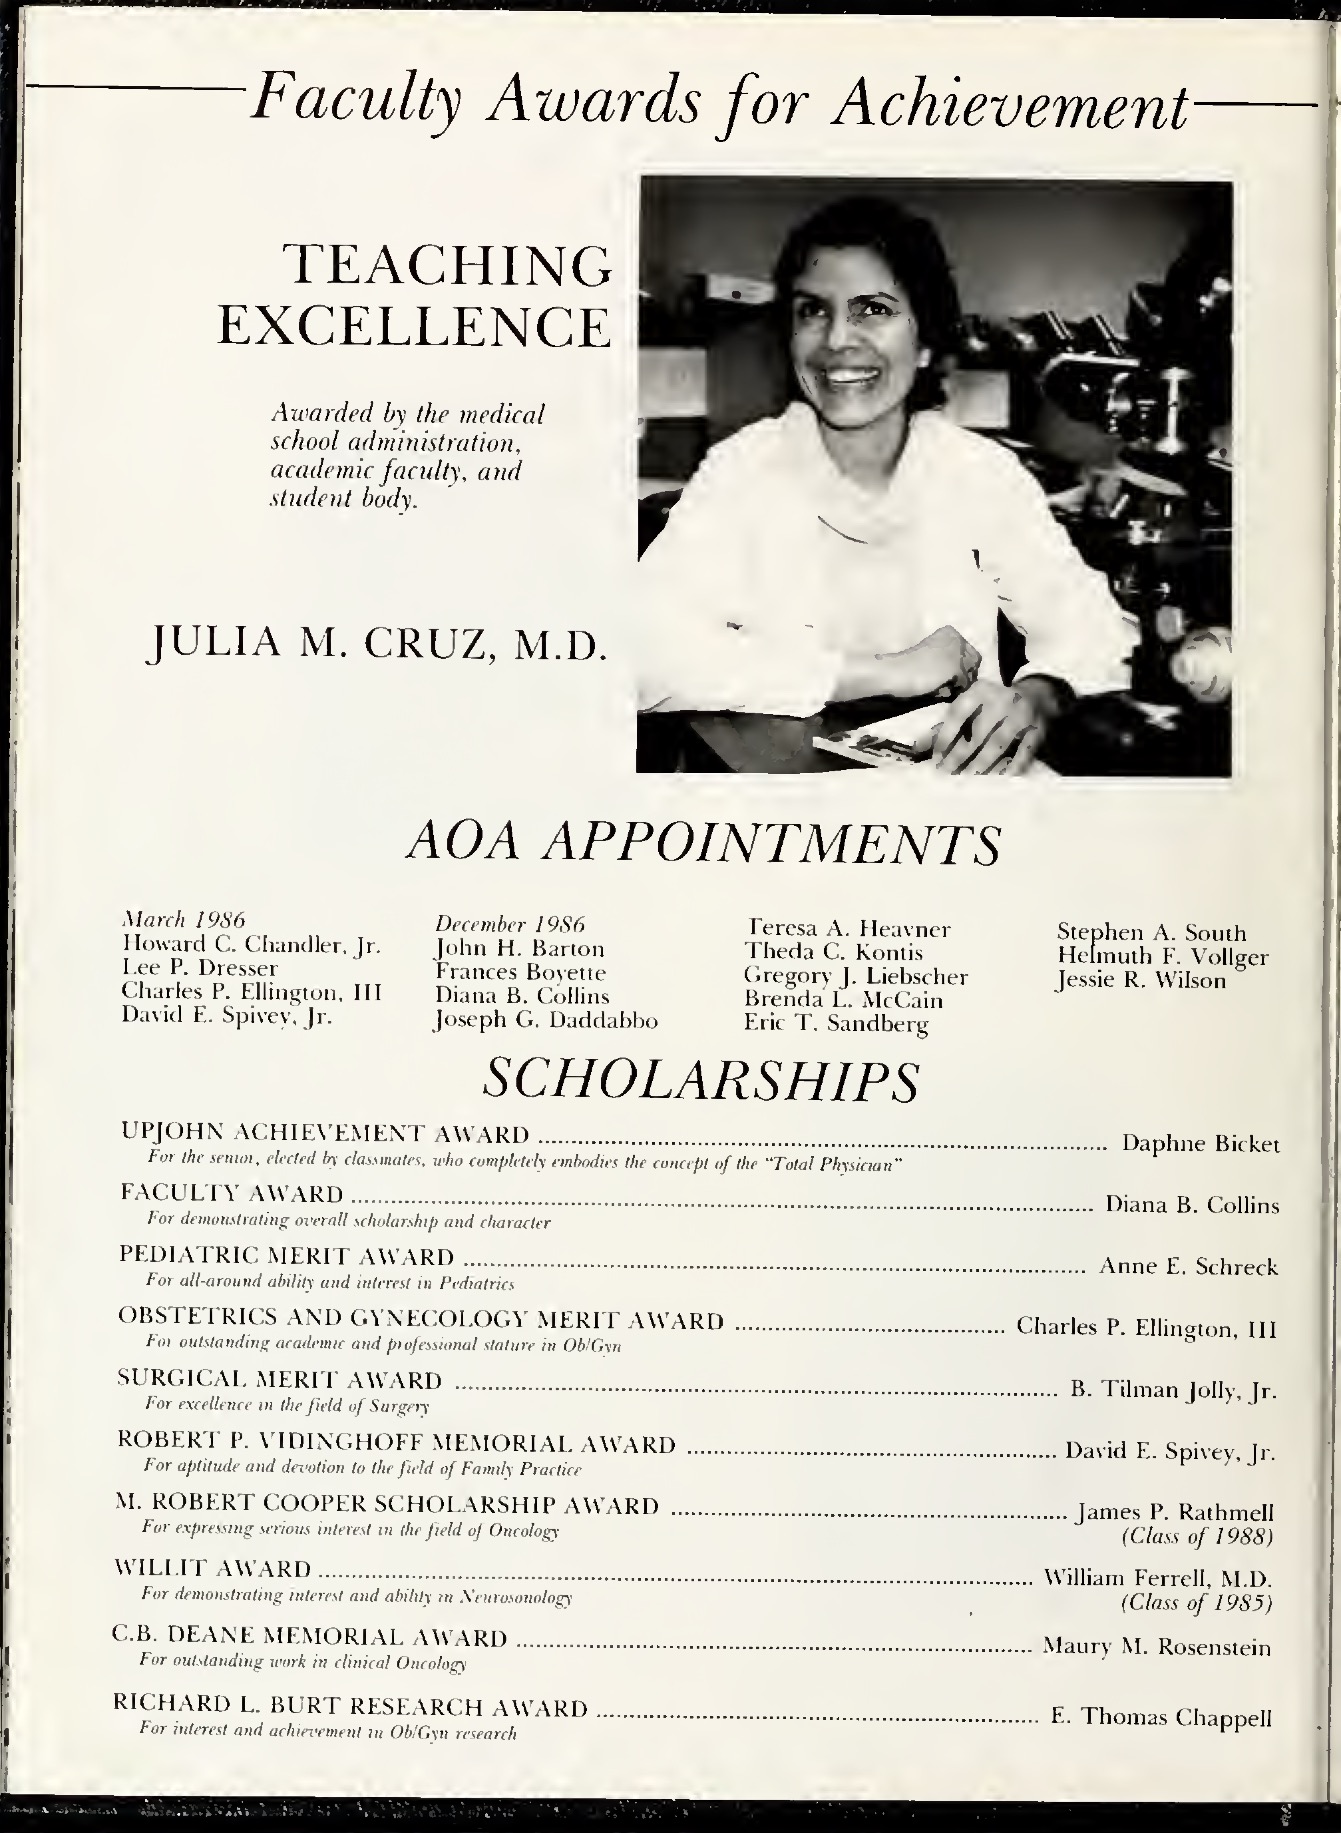 Faculty Awards for Achievement
TEACHING
EXCELLENCE
Awarded by the medical
school administration,
academic faculty, and
student body.
JULIA M. CRUZ, M.D.
AOA APPOINTMENTS
March 1986
Howard C. Chandler, Jr.
Lee P. Dresser
Charles P. Ellington, III
David E. Spivey, Jr.
December 1986
John H. Barton
Frances Boyette
Diana B. Collins
Joseph G. Daddabbo
Teresa A. Heavner
Theda C. Kontis
Gregory J. Liebscher
Brenda L. McCain
Eric T. Sandberg
Stephen A. South
Helmuth F. Vollger
Jessie R. Wilson
SCHOLARSHIPS
UPJOHN ACHIEVEMENT AWARD ........ Daphne Bicket
For the senior, elected by classmates, who completely embodies the concept of the "Total Physician"
FACULTY AWARD ........ Diana B. Collins
For demonstrating overall scholarship and character
PEDIATRIC MERIT AWARD ........ Anne E. Schreck
For all-around ability and interest in Pediatrics
OBSTETRICS AND GYNECOLOGY MERIT AWARD ........ Charles P. Ellington, III
For outstanding academic and professional stature in Ob/Gyn
SURGICAL MERIT AWARD ........ B. Tilman Jolly, Jr.
For excellence in the field of Surgery
ROBERT P. VIDINGHOFF MEMORIAL AWARD ........ David E. Spivey, Jr.
For aptitude and devotion to the field of Family Practice
M. ROBERT COOPER SCHOLARSHIP AWARD ........ James P. Rathmell
For expressing serious interest in the field of Oncology
(Class of 1988)
WILLIT AWARD ........ William Ferrell, M.D.
For demonstrating interest and ability in Neurosonology
(Class of 1985)
C.B. DEANE MEMORIAL AWARD ........ Maury M. Rosenstein
For outstanding work in clinical Oncology
RICHARD L. BURT RESEARCH AWARD ........ E. Thomas Chappell
For interest and achievement in Ob/Gyn research